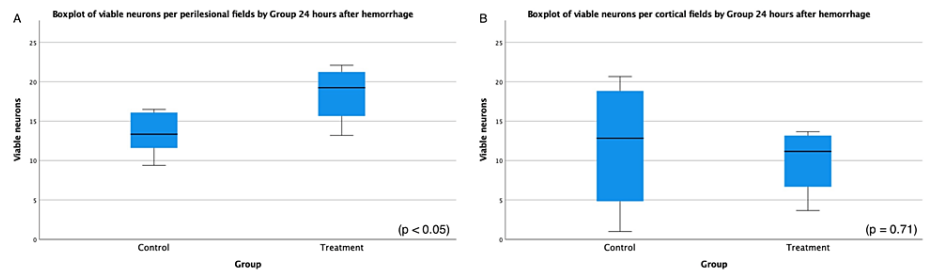 A
Boxplot of viable neurons per perilesional fields by Group 24 hours after hemorrhage
25
20
15
10
5
0
Viable neurons
Control
Treatment
(p < 0.05)
Group
B
Boxplot of viable neurons per cortical fields by Group 24 hours after hemorrhage
25
20
15
10
5
0
Viable neurons
Control
Treatment
(p = 0.71)
Group